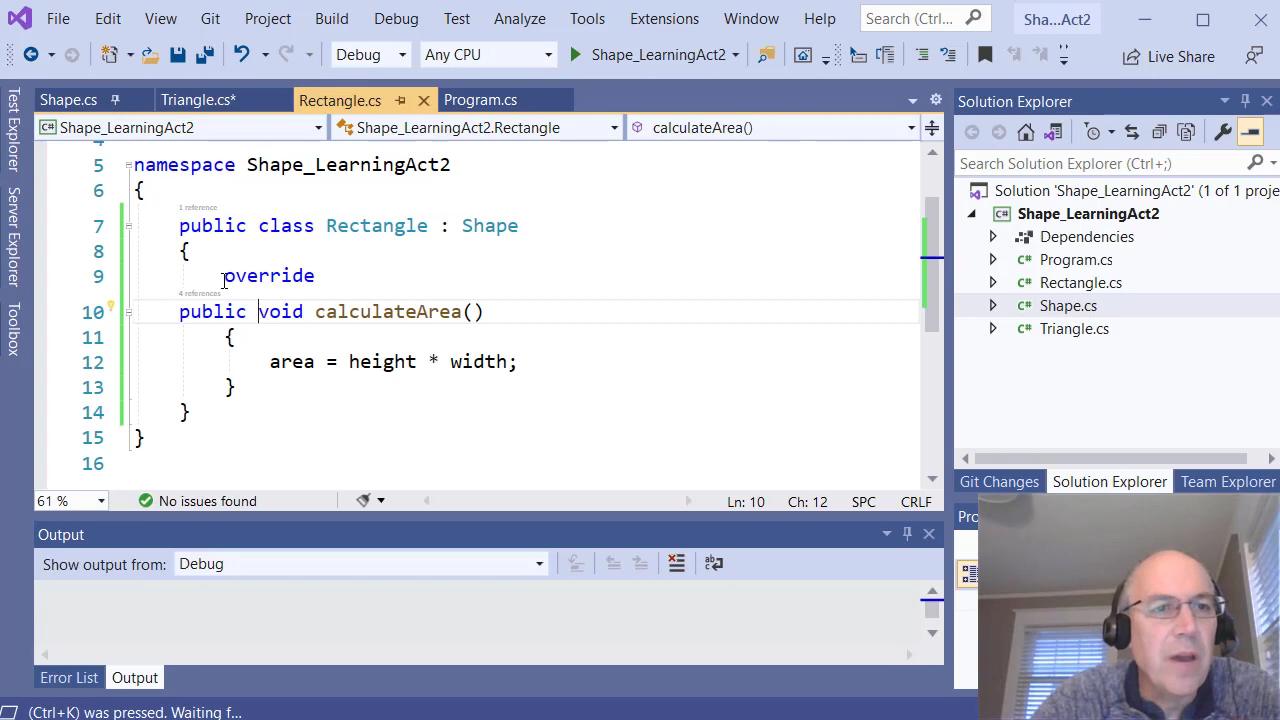 File Edit View Git Project Build Debug Test Analyze Tools Extensions Window Help Search (Ctrl... Sha...Act2
Debug Any CPU Shape_LearningAct2 Live Share
Shape.cs Triangle.cs* Rectangle.cs Program.cs
Shape_LearningAct2 Shape_LearningAct2.Rectangle calculateArea()
4
5 namespace Shape_LearningAct2
6 {
1 reference
7 public class Rectangle : Shape
8 {
9 override
4 references
10 public void calculateArea()
11 {
12 area = height * width;
13 }
14 }
15 }
16
61 % No issues found Ln: 10 Ch: 12 SPC CRLF
Output
Show output from: Debug
Error List Output
(Ctrl+K) was pressed. Waiting f...
Test Explorer
Server Explorer
Toolbox
Solution Explorer
Search Solution Explorer (Ctrl+;)
Solution 'Shape_LearningAct2' (1 of 1 proje
Shape_LearningAct2
Dependencies
Program.cs
Rectangle.cs
Shape.cs
Triangle.cs
Git Changes Solution Explorer Team Explorer
Pro